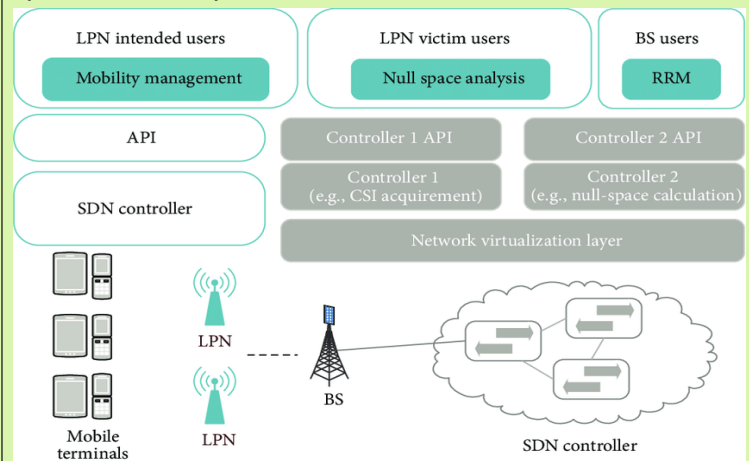 LPN intended users
Mobility management
LPN victim users
Null space analysis
BS users
RRM
API
Controller 1 API
Controller 2 API
SDN controller
Controller 1
(e.g., CSI acquirement)
Controller 2
(e.g., null-space calculation)
Network virtualization layer
LPN
LPN
BS
Mobile
terminals
SDN controller